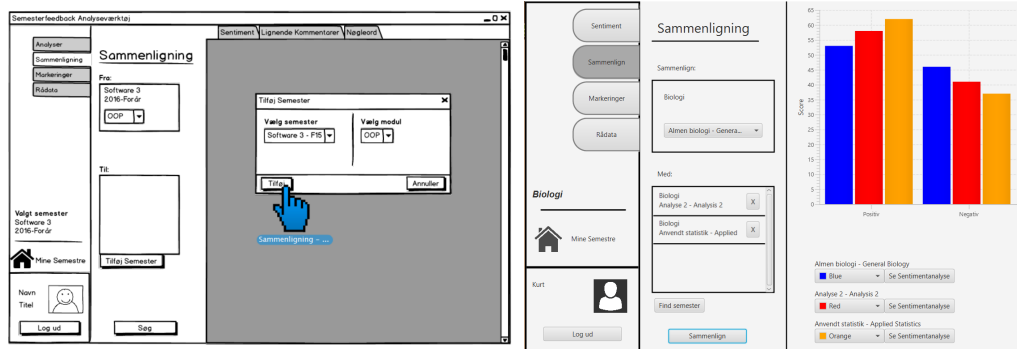 Semesterfeedback Analyseværktøj
Analyser
Sammenligning
Markeringer
Rådata
Valgt semester
Software 3
2016-Forår
Mine Semestre
Navn
Titel
Log ud
Sammenligning
Fra:
Software 3
2016-Forår
OOP
Til:
Tilføj Semester
Søg
Sentiment
Lignende Kommentarer
Nøgleord
Tilføj Semester
Vælg semester
Software 3 - F15
Vælg modul
OOP
Tilføj
Annuller
Sammenligning - ...
Sentiment
Sammenlign
Markeringer
Rådata
Biologi
Mine Semestre
Kurt
Log ud
Sammenligning
Sammenlign:
Biologi
Almen biologi - Genera...
Med:
Biologi
Analyse 2 - Analysis 2
X
Biologi
Anvendt statistik - Applied
X
Find semester
Sammenlign
Score
65
60
55
50
45
40
35
30
25
20
15
10
5
0
Positiv
Negativ
Almen biologi - General Biology
Blue
Se Sentimentanalyse
Analyse 2 - Analysis 2
Red
Se Sentimentanalyse
Anvendt statistik - Applied Statistics
Orange
Se Sentimentanalyse